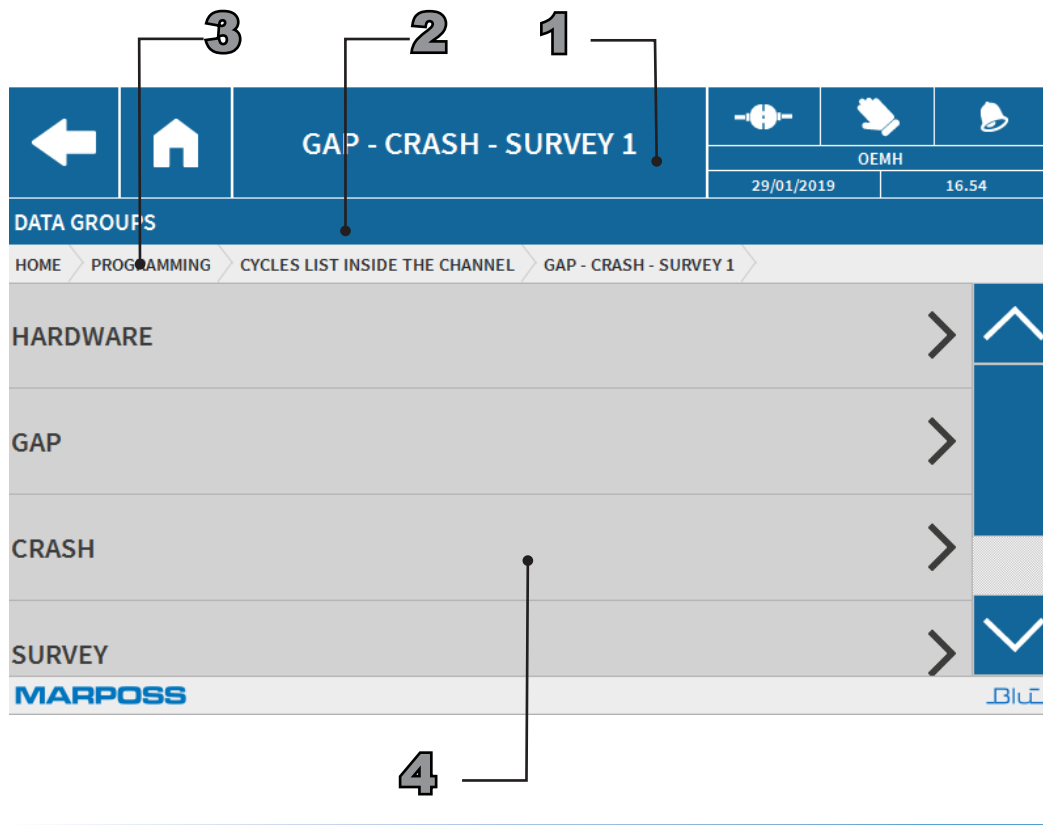 3 2 1
GAP - CRASH - SURVEY 1
OEMH
29/01/2019 16.54
DATA GROUPS
HOME PROGRAMMING CYCLES LIST INSIDE THE CHANNEL GAP - CRASH - SURVEY 1
HARDWARE
GAP
CRASH
SURVEY
MARPOSS
4